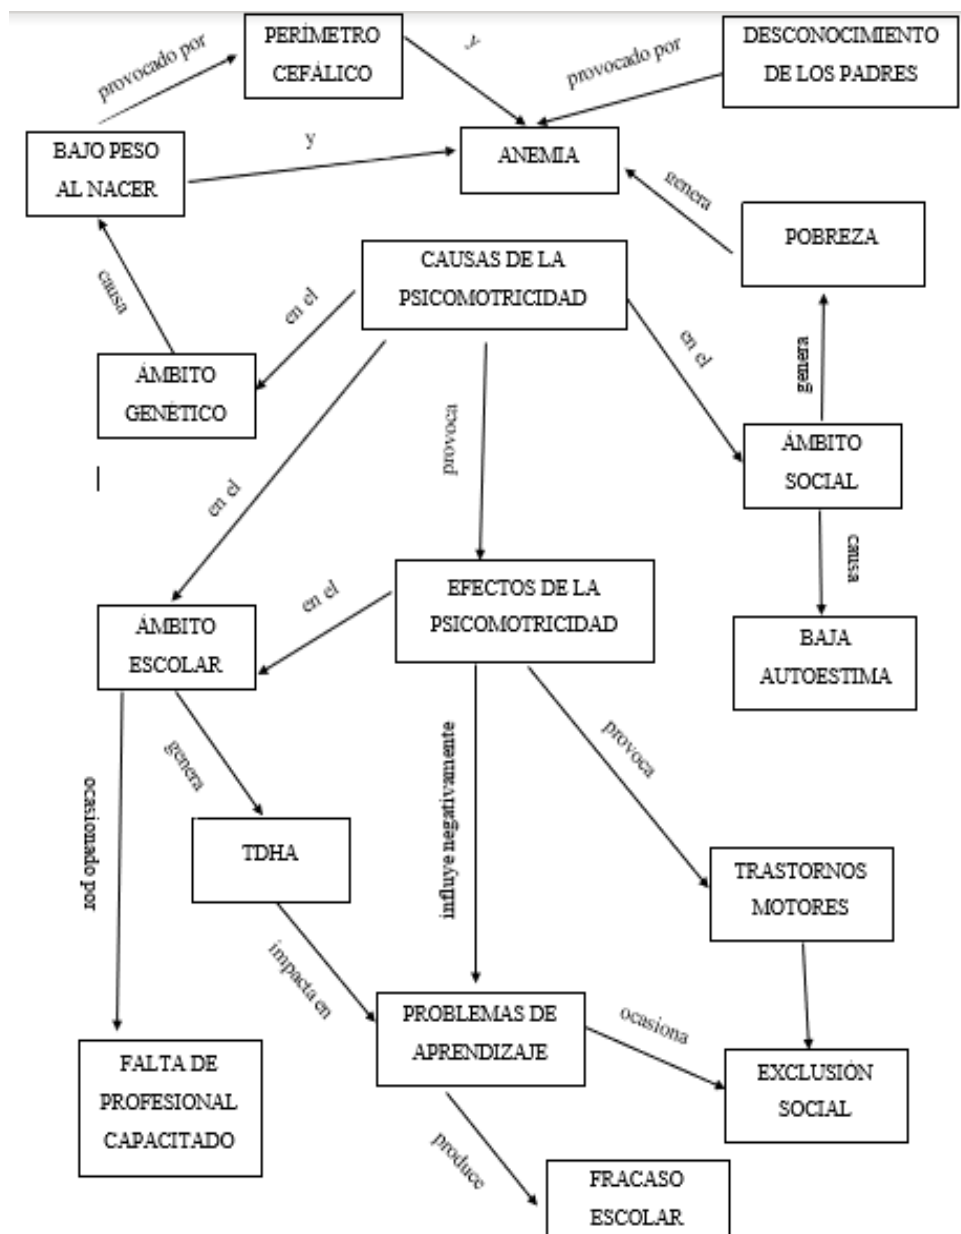 PERÍMETRO
CEFÁLICO
y
DESCONOCIMIENTO
DE LOS PADRES
provocado por
provocado por
BAJO PESO
AL NACER
y
ANEMIA
genera
POBREZA
CAUSAS DE LA
PSICOMOTRICIDAD
causa
en el
en el
genera
ÁMBITO
GENÉTICO
provoca
ÁMBITO
SOCIAL
en el
causa
EFECTOS DE LA
PSICOMOTRICIDAD
en el
ÁMBITO
ESCOLAR
BAJA
AUTOESTIMA
genera
provoca
influye negativamente
ocasionado por
TDHA
TRASTORNOS
MOTORES
impacta en
PROBLEMAS DE
APRENDIZAJE
ocasiona
FALTA DE
PROFESIONAL
CAPACITADO
EXCLUSIÓN
SOCIAL
produce
FRACASO
ESCOLAR